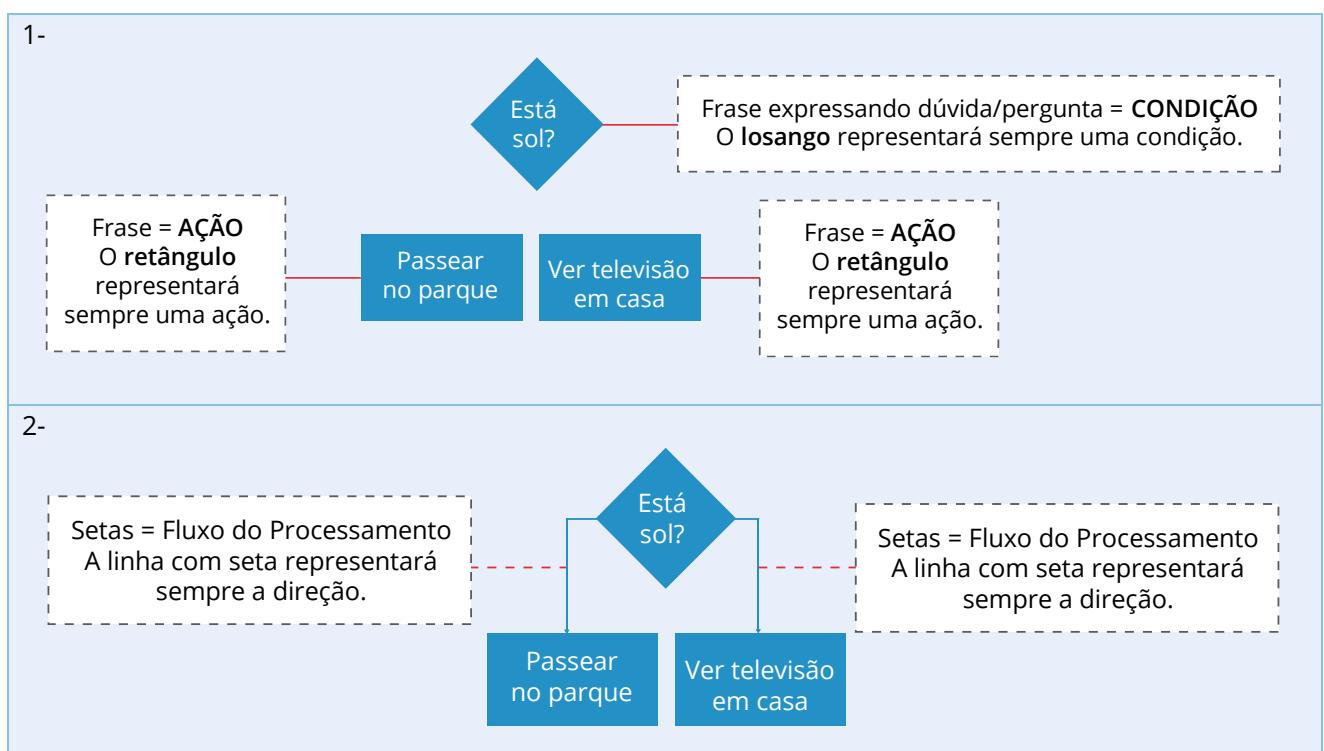 1-
Está
sol?
Frase expressando dúvida/pergunta = CONDIÇÃO
O losango representará sempre uma condição.
Frase = AÇÃO
O retângulo
representará
sempre uma ação.
Passear
no parque
Ver televisão
em casa
Frase = AÇÃO
O retângulo
representará
sempre uma ação.
2-
Está
sol?
Setas = Fluxo do Processamento
A linha com seta representará
sempre a direção.
Setas = Fluxo do Processamento
A linha com seta representará
sempre a direção.
Passear
no parque
Ver televisão
em casa